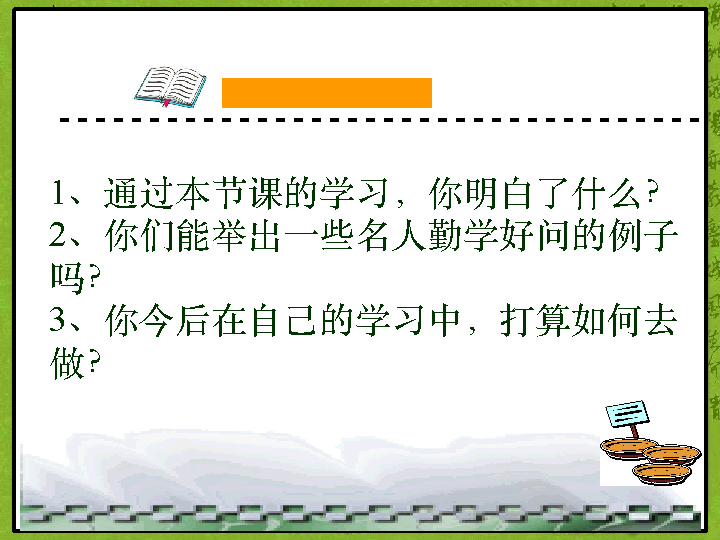 1、通过本节课的学习，你明白了什么？
2、你们能举出一些名人勤学好问的例子
吗？
3、你今后在自己的学习中，打算如何去
做？